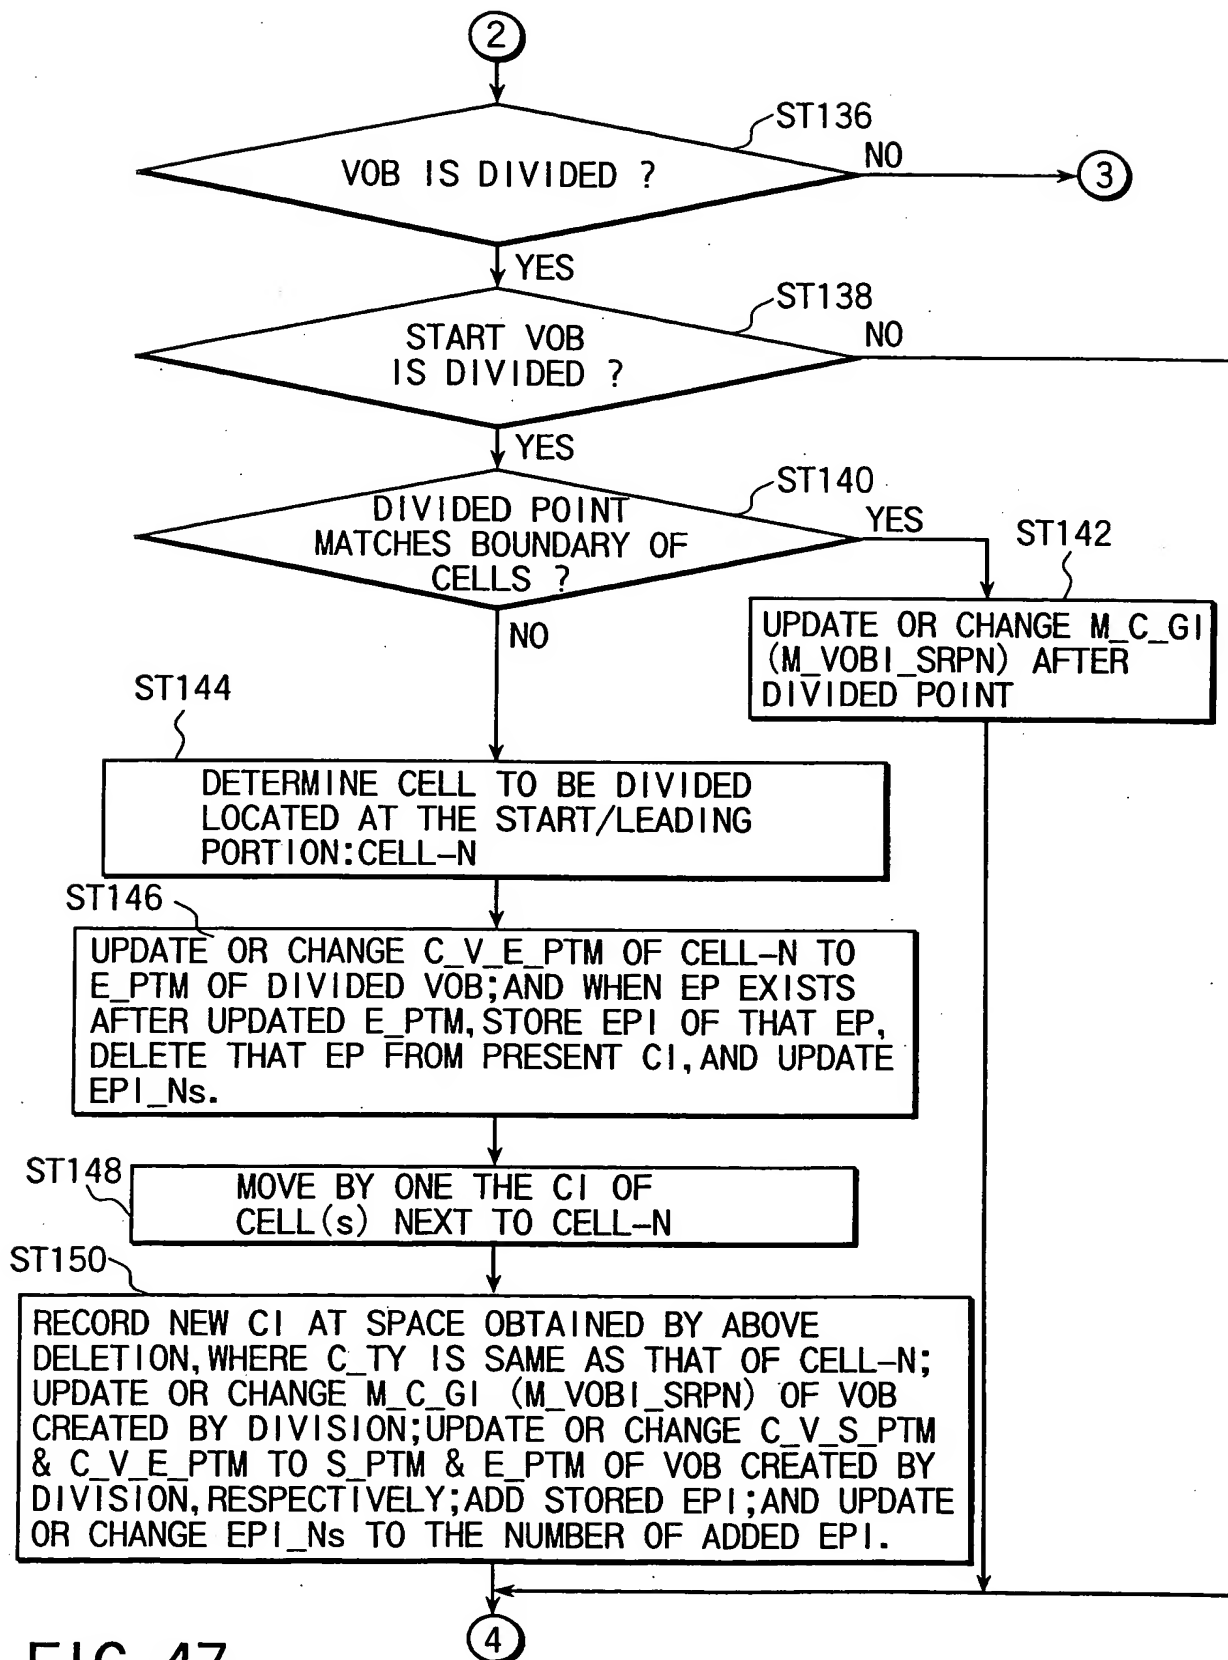 2
ST136
VOB IS DIVIDED ?
NO
3
YES
ST138
START VOB
IS DIVIDED ?
NO
YES
ST140
DIVIDED POINT
MATCHES BOUNDARY OF
CELLS ?
YES
ST142
NO
UPDATE OR CHANGE M_C_GI
(M_VOBI_SRPN) AFTER
DIVIDED POINT
ST144
DETERMINE CELL TO BE DIVIDED
LOCATED AT THE START/LEADING
PORTION:CELL-N
ST146
UPDATE OR CHANGE C_V_E_PTM OF CELL-N TO
E_PTM OF DIVIDED VOB;AND WHEN EP EXISTS
AFTER UPDATED E_PTM,STORE EPI OF THAT EP,
DELETE THAT EP FROM PRESENT CI,AND UPDATE
EPI_Ns.
ST148
MOVE BY ONE THE CI OF
CELL(s) NEXT TO CELL-N
ST150
RECORD NEW CI AT SPACE OBTAINED BY ABOVE
DELETION,WHERE C_TY IS SAME AS THAT OF CELL-N;
UPDATE OR CHANGE M_C_GI (M_VOBI_SRPN) OF VOB
CREATED BY DIVISION;UPDATE OR CHANGE C_V_S_PTM
& C_V_E_PTM TO S_PTM & E_PTM OF VOB CREATED BY
DIVISION,RESPECTIVELY;ADD STORED EPI;AND UPDATE
OR CHANGE EPI_Ns TO THE NUMBER OF ADDED EPI.
4
FIG. 47